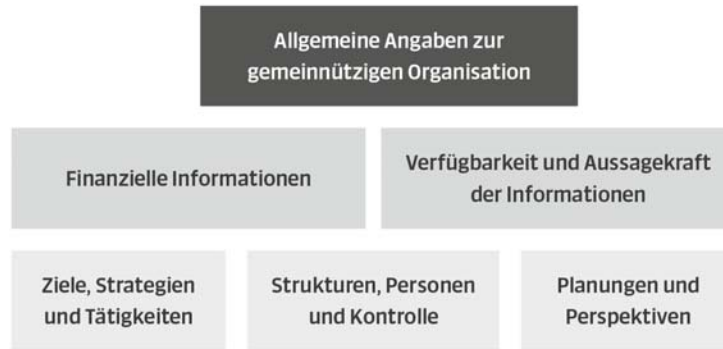 Allgemeine Angaben zur
gemeinnützigen Organisation
Finanzielle Informationen
Verfügbarkeit und Aussagekraft
der Informationen
Ziele, Strategien
und Tätigkeiten
Strukturen, Personen
und Kontrolle
Planungen und
Perspektiven